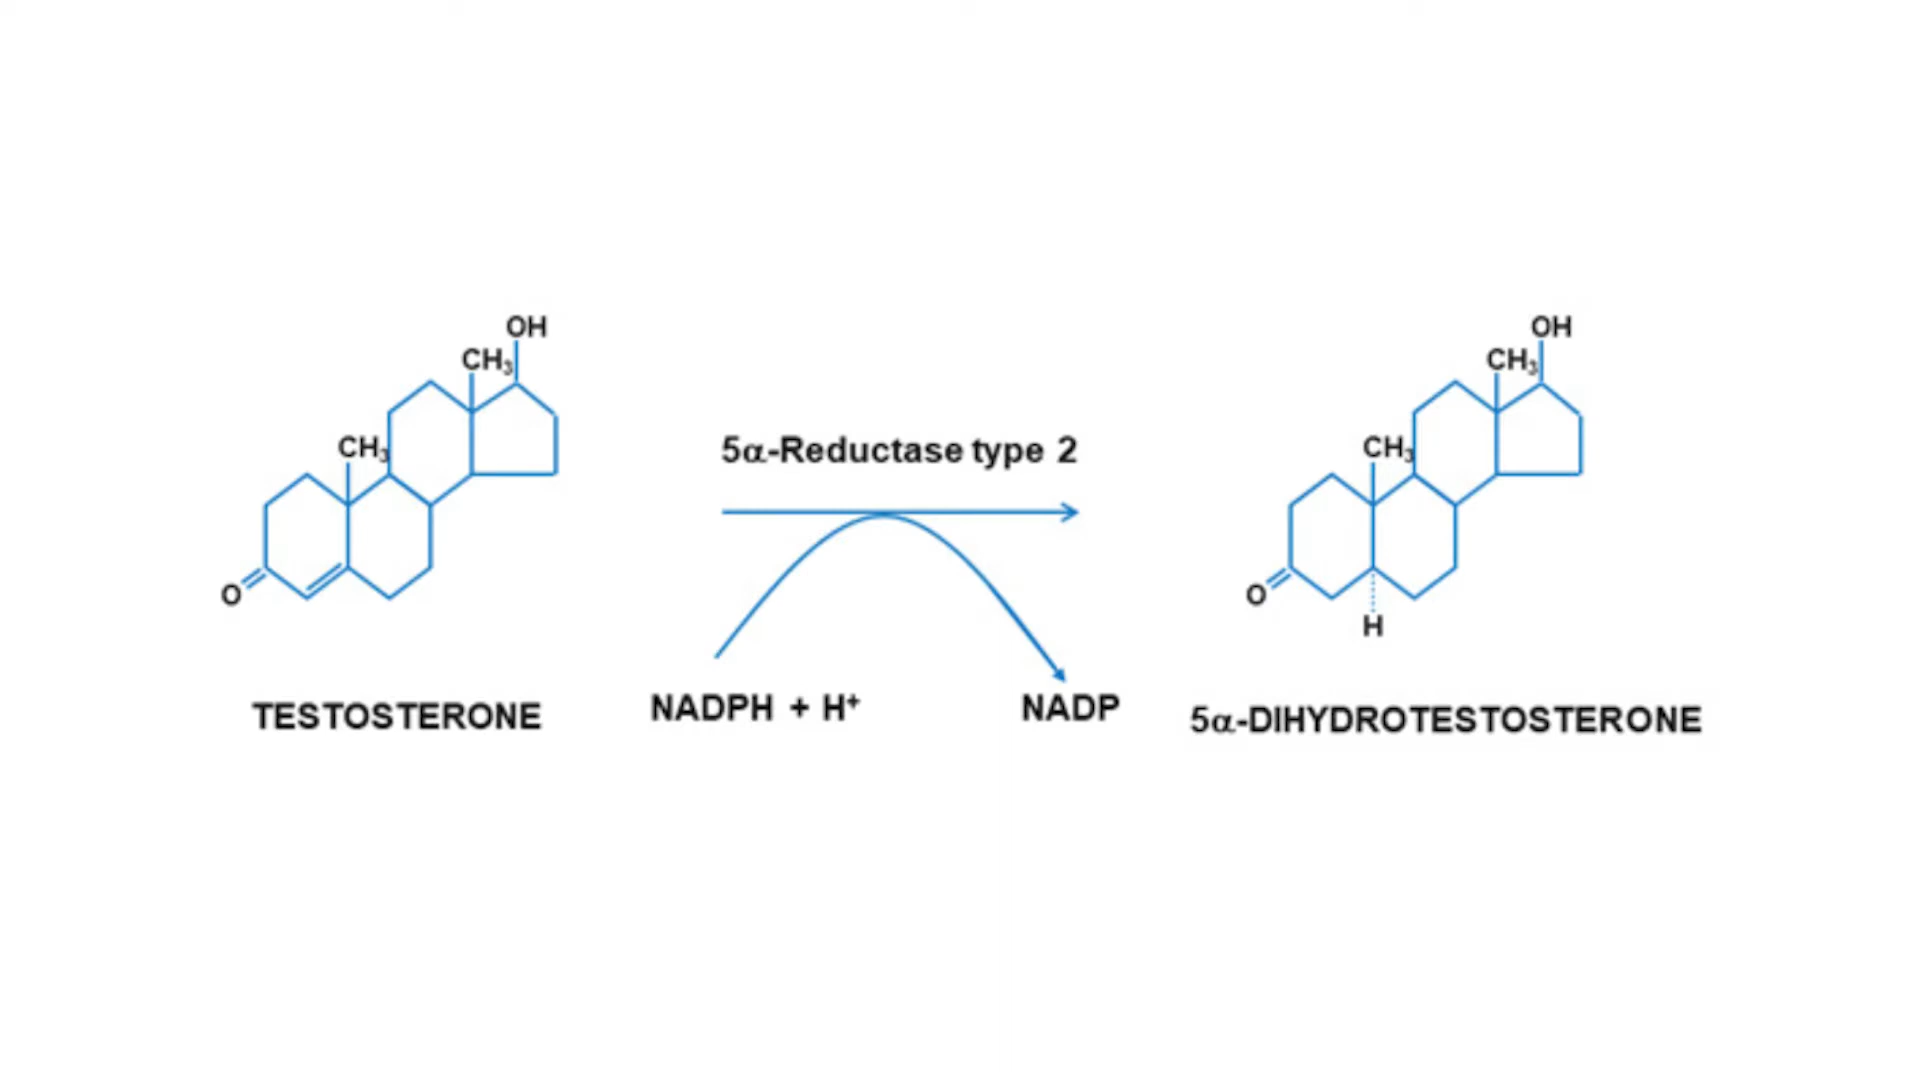 OH
CH₃
CH₃
O
TESTOSTERONE
5α-Reductase type 2
NADPH + H⁺
NADP
OH
CH₃
CH₃
O
H
5α-DIHYDROTESTOSTERONE